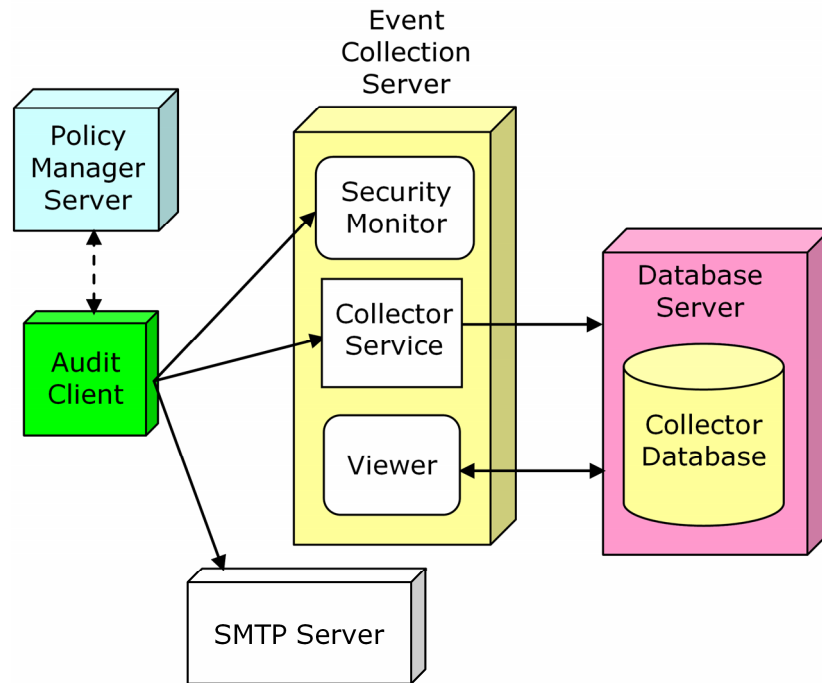 Event
Collection
Server
Policy
Manager
Server
Security
Monitor
Database
Server
Collector
Service
Audit
Client
Collector
Database
Viewer
SMTP Server